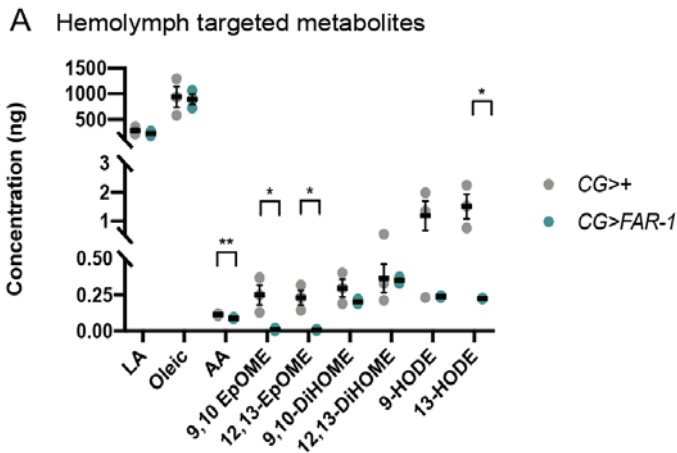 A Hemolymph targeted metabolites
Concentration (ng)
1500
1000
500
3
2
1
0.50
0.25
0.00
**
*
*
*
CG>+
CG>FAR-1
LA
Oleic
AA
9,10 EpOME
12,13-EpOME
9,10-DiHOME
12,13-DiHOME
9-HODE
13-HODE